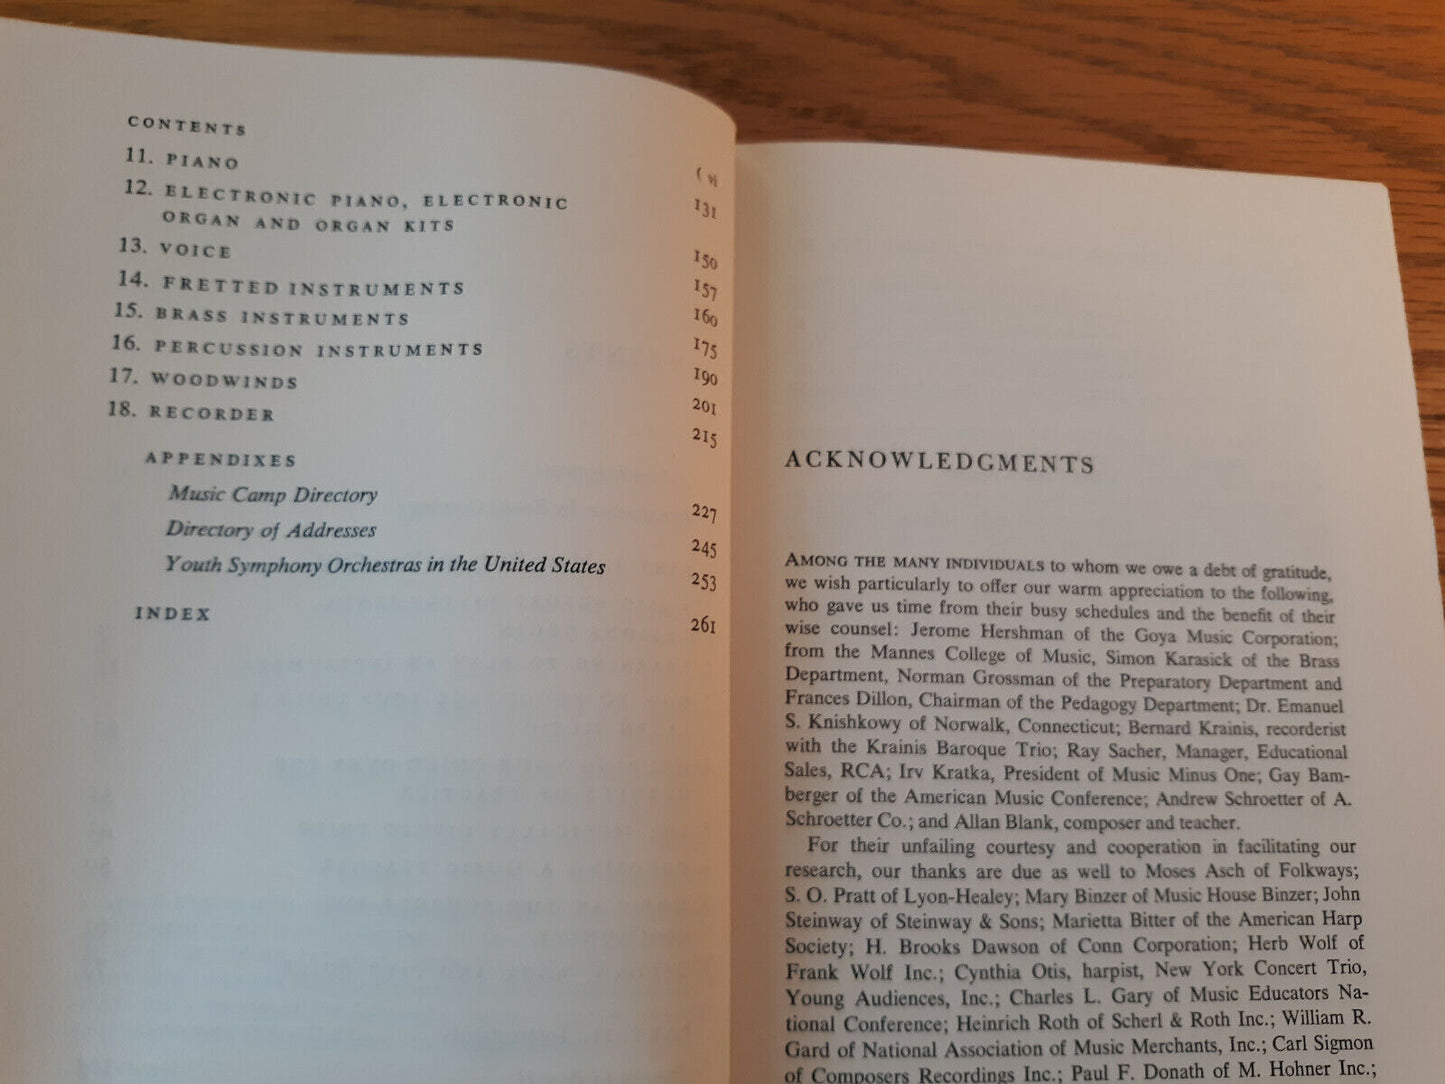 CONTENTS ( vi
11. PIANO 131
12. ELECTRONIC PIANO, ELECTRONIC
ORGAN AND ORGAN KITS 150
13. VOICE 157
14. FRETTED INSTRUMENTS 160
15. BRASS INSTRUMENTS 175
16. PERCUSSION INSTRUMENTS 190
17. WOODWINDS 201
18. RECORDER 215
APPENDIXES
Music Camp Directory 227
Directory of Addresses 245
Youth Symphony Orchestras in the United States 253
INDEX 261
ACKNOWLEDGMENTS
AMONG THE MANY INDIVIDUALS to whom we owe a debt of gratitude,
we wish particularly to offer our warm appreciation to the following,
who gave us time from their busy schedules and the benefit of their
wise counsel: Jerome Hershman of the Goya Music Corporation;
from the Mannes College of Music, Simon Karasick of the Brass
Department, Norman Grossman of the Preparatory Department and
Frances Dillon, Chairman of the Pedagogy Department; Dr. Emanuel
S. Knishkowy of Norwalk, Connecticut; Bernard Krainis, recorderist
with the Krainis Baroque Trio; Ray Sacher, Manager, Educational
Sales, RCA; Irv Kratka, President of Music Minus One; Gay Bam-
berger of the American Music Conference; Andrew Schroetter of A.
Schroetter Co.; and Allan Blank, composer and teacher.
For their unfailing courtesy and cooperation in facilitating our
research, our thanks are due as well to Moses Asch of Folkways;
S. O. Pratt of Lyon-Healey; Mary Binzer of Music House Binzer; John
Steinway of Steinway & Sons; Marietta Bitter of the American Harp
Society; H. Brooks Dawson of Conn Corporation; Herb Wolf of
Frank Wolf Inc.; Cynthia Otis, harpist, New York Concert Trio,
Young Audiences, Inc.; Charles L. Gary of Music Educators Na-
tional Conference; Heinrich Roth of Scherl & Roth Inc.; William R.
Gard of National Association of Music Merchants, Inc.; Carl Sigmon
of Composers Recordings Inc.; Paul F. Donath of M. Hohner Inc.;